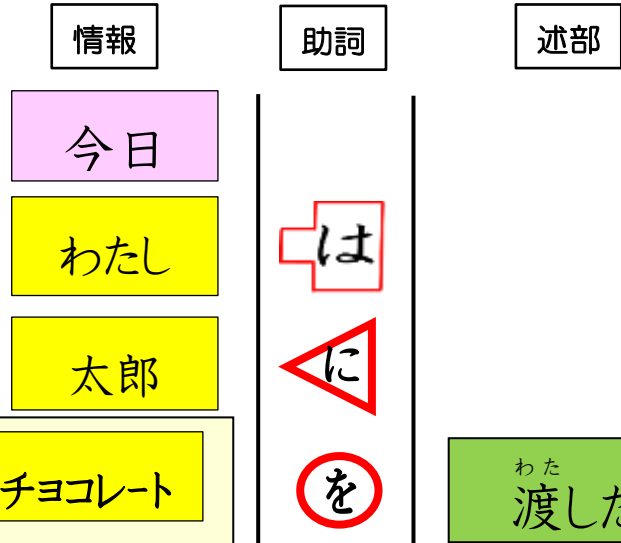 情報 助詞 述部
今日
わたし は
太郎 に
チョコレート を わた
渡した